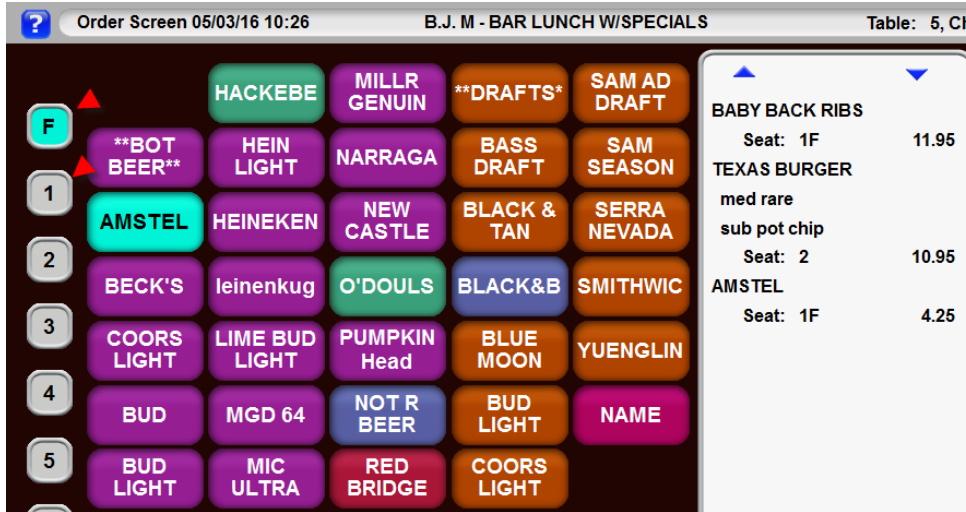 ? Order Screen 05/03/16 10:26 B.J. M - BAR LUNCH W/SPECIALS Table: 5, Ch
F
1
2
3
4
5
HACKEBE
MILLR
GENUIN
**DRAFTS*
SAM AD
DRAFT
**BOT
BEER**
HEIN
LIGHT
NARRAGA
BASS
DRAFT
SAM
SEASON
AMSTEL
HEINEKEN
NEW
CASTLE
BLACK &
TAN
SERRA
NEVADA
BECK'S
leinenkug
O'DOULS
BLACK&B
SMITHWIC
COORS
LIGHT
LIME BUD
LIGHT
PUMPKIN
Head
BLUE
MOON
YUENGLIN
BUD
MGD 64
NOT R
BEER
BUD
LIGHT
NAME
BUD
LIGHT
MIC
ULTRA
RED
BRIDGE
COORS
LIGHT
BABY BACK RIBS
Seat: 1F 11.95
TEXAS BURGER
med rare
sub pot chip
Seat: 2 10.95
AMSTEL
Seat: 1F 4.25